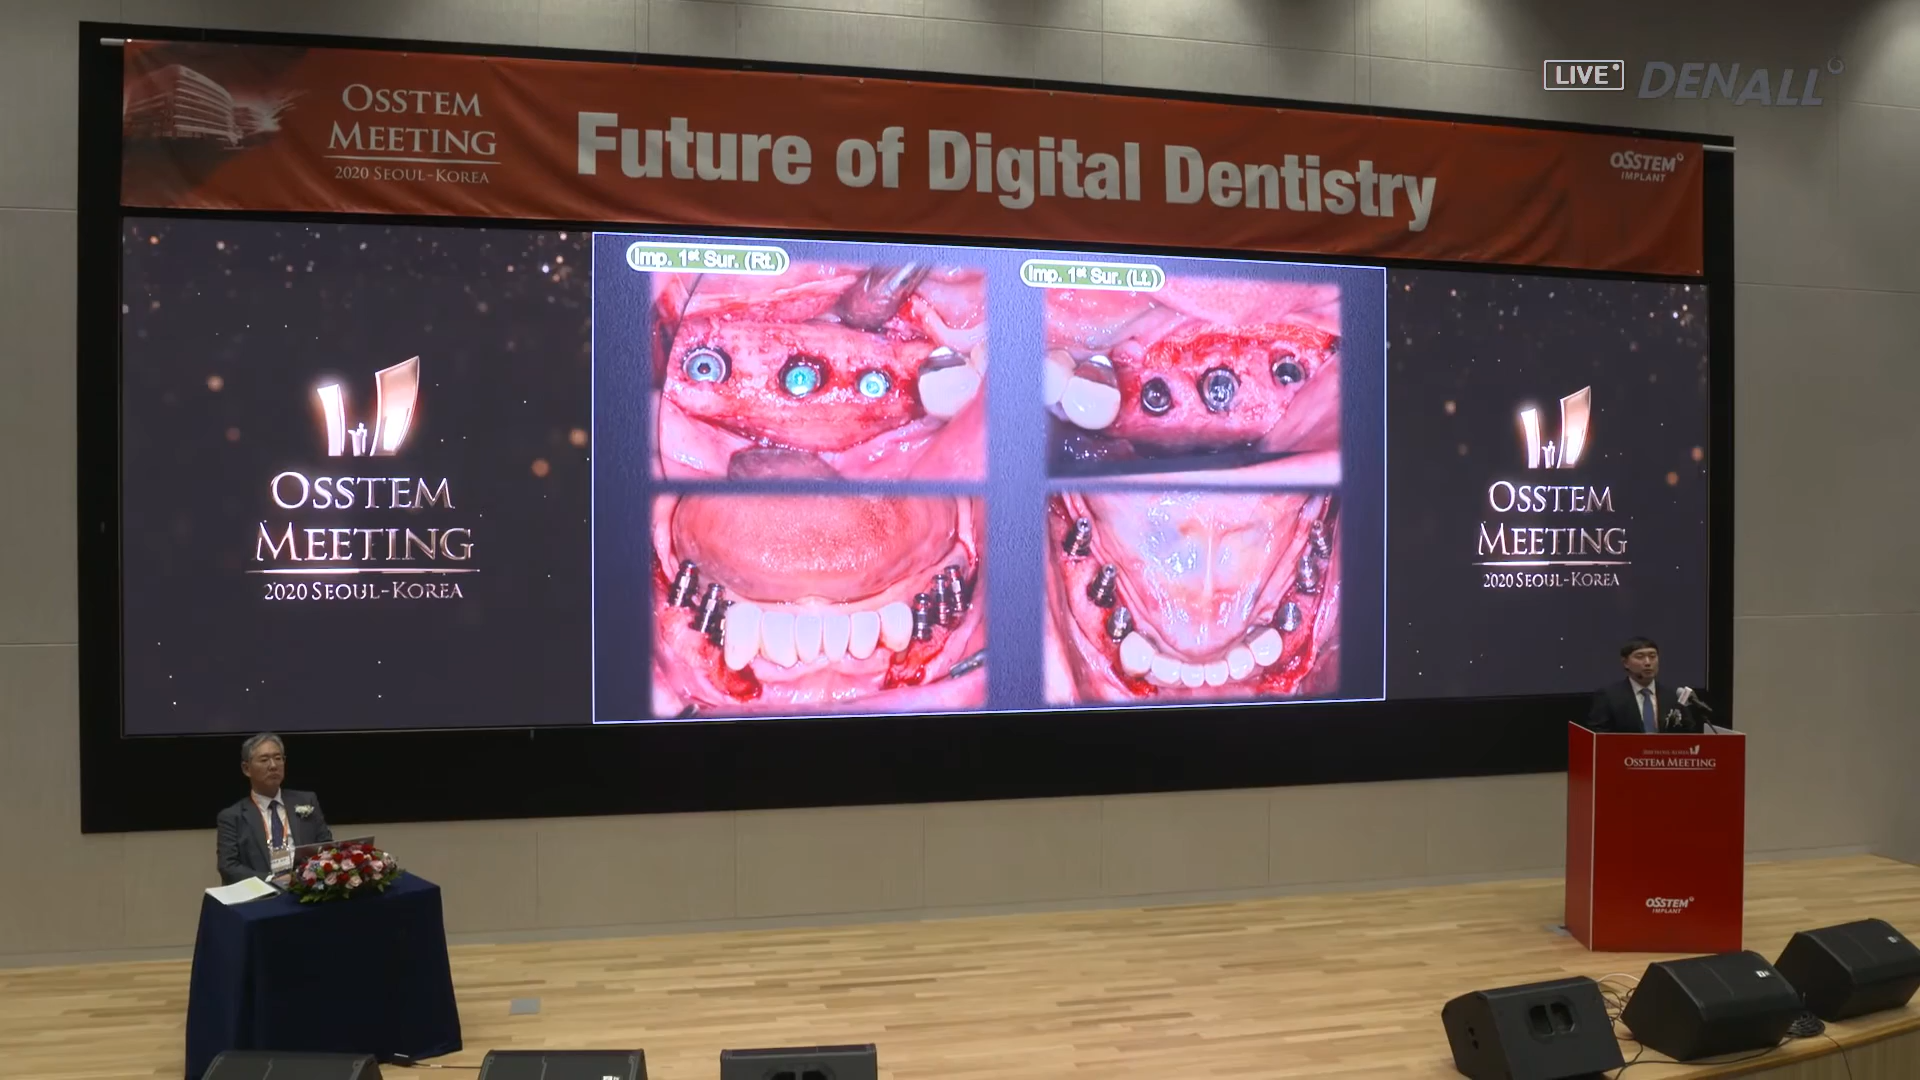 LIVE
DENALL
OSSTEM
MEETING
2020 SEOUL-KOREA
Future of Digital Dentistry
OSSTEM
IMPLANT
Imp. 1st Sur. (Rt.)
Imp. 1st Sur. (Lt.)
OSSTEM
MEETING
2020 SEOUL-KOREA
OSSTEM
MEETING
2020 SEOUL-KOREA
OSSTEM MEETING
OSSTEM
IMPLANT